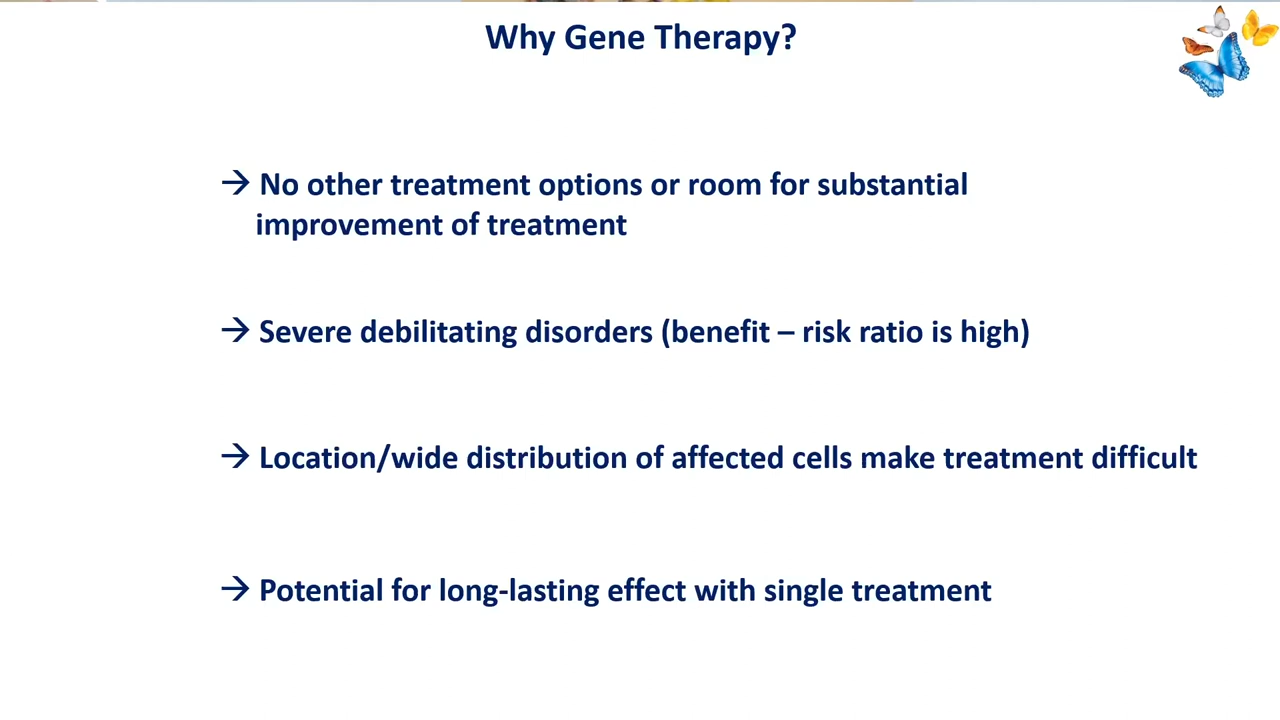 Why Gene Therapy?
→ No other treatment options or room for substantial
improvement of treatment
→ Severe debilitating disorders (benefit – risk ratio is high)
→ Location/wide distribution of affected cells make treatment difficult
→ Potential for long-lasting effect with single treatment